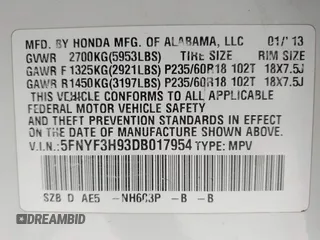 MFD. BY HONDA MFG. OF ALABAMA, LLC 01/'13
GVWR 2700KG(5953LBS) TIRE SIZE RIM SIZE
GAWR F 1325KG(2921LBS) P235/60R18 102T 18X7.5J
GAWR R1450KG(3197LBS) P235/60R18 102T 18X7.5J
THIS VEHICLE CONFORMS TO ALL APPLICABLE
FEDERAL MOTOR VEHICLE SAFETY
AND THEFT PREVENTION STANDARDS IN EFFECT ON
THE DATE OF MANUFACTURE SHOWN ABOVE.
V.I.N: 5FNYF3H93DB017954 TYPE: MPV
SZB D AE5 -NH603P -B -B
DREAMBID